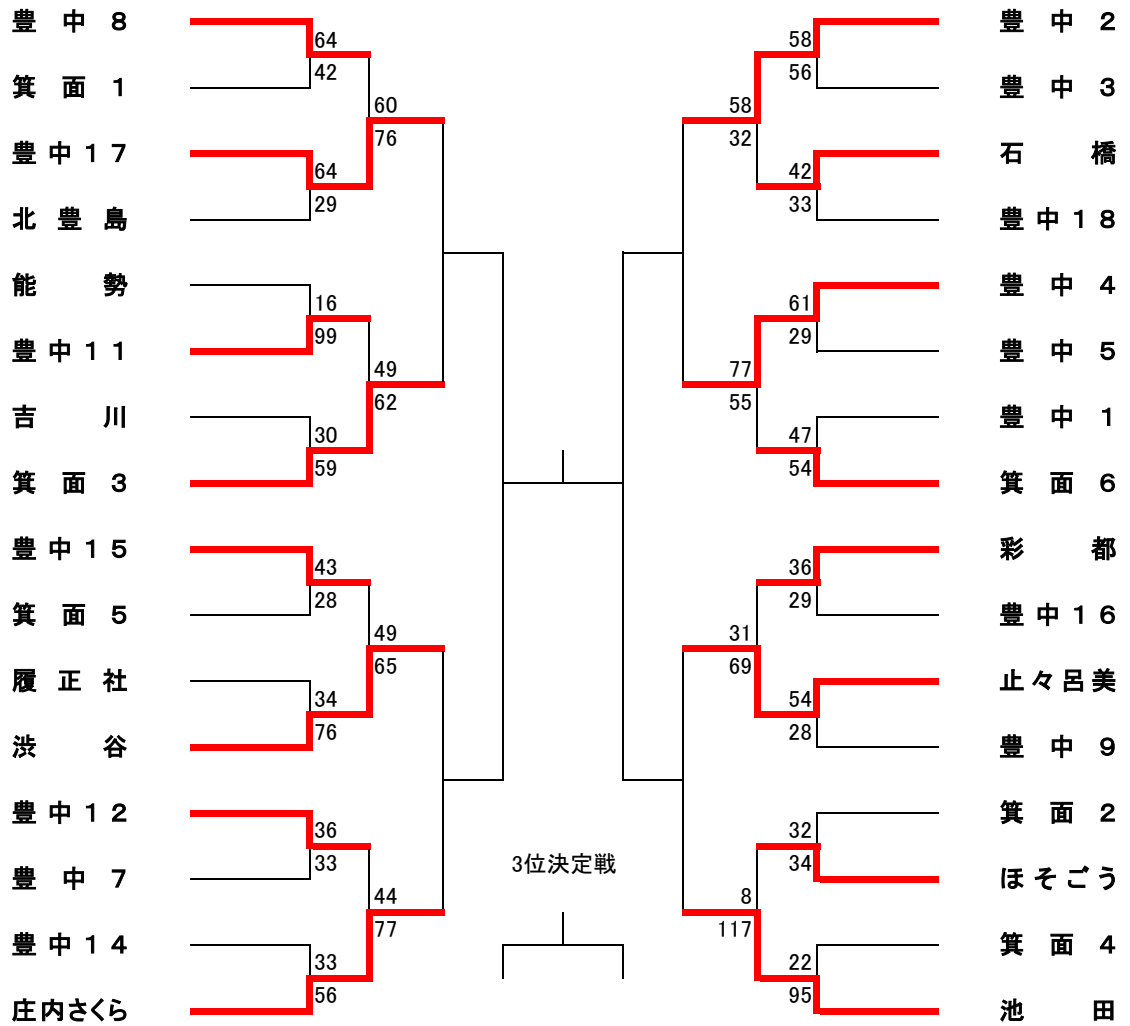 豊中８
64
42
箕面１
60
76
豊中１７
64
29
北豊島
能勢
16
99
豊中１１
49
62
吉川
30
59
箕面３
豊中１５
43
28
箕面５
49
65
履正社
34
76
渋谷
豊中１２
36
33
豊中７
44
77
豊中１４
33
56
庄内さくら
3位決定戦
豊中２
58
56
豊中３
58
32
石橋
42
33
豊中１８
豊中４
61
29
豊中５
77
55
豊中１
47
54
箕面６
彩都
36
29
豊中１６
31
69
止々呂美
54
28
豊中９
箕面２
32
34
ほそごう
8
117
箕面４
22
95
池田